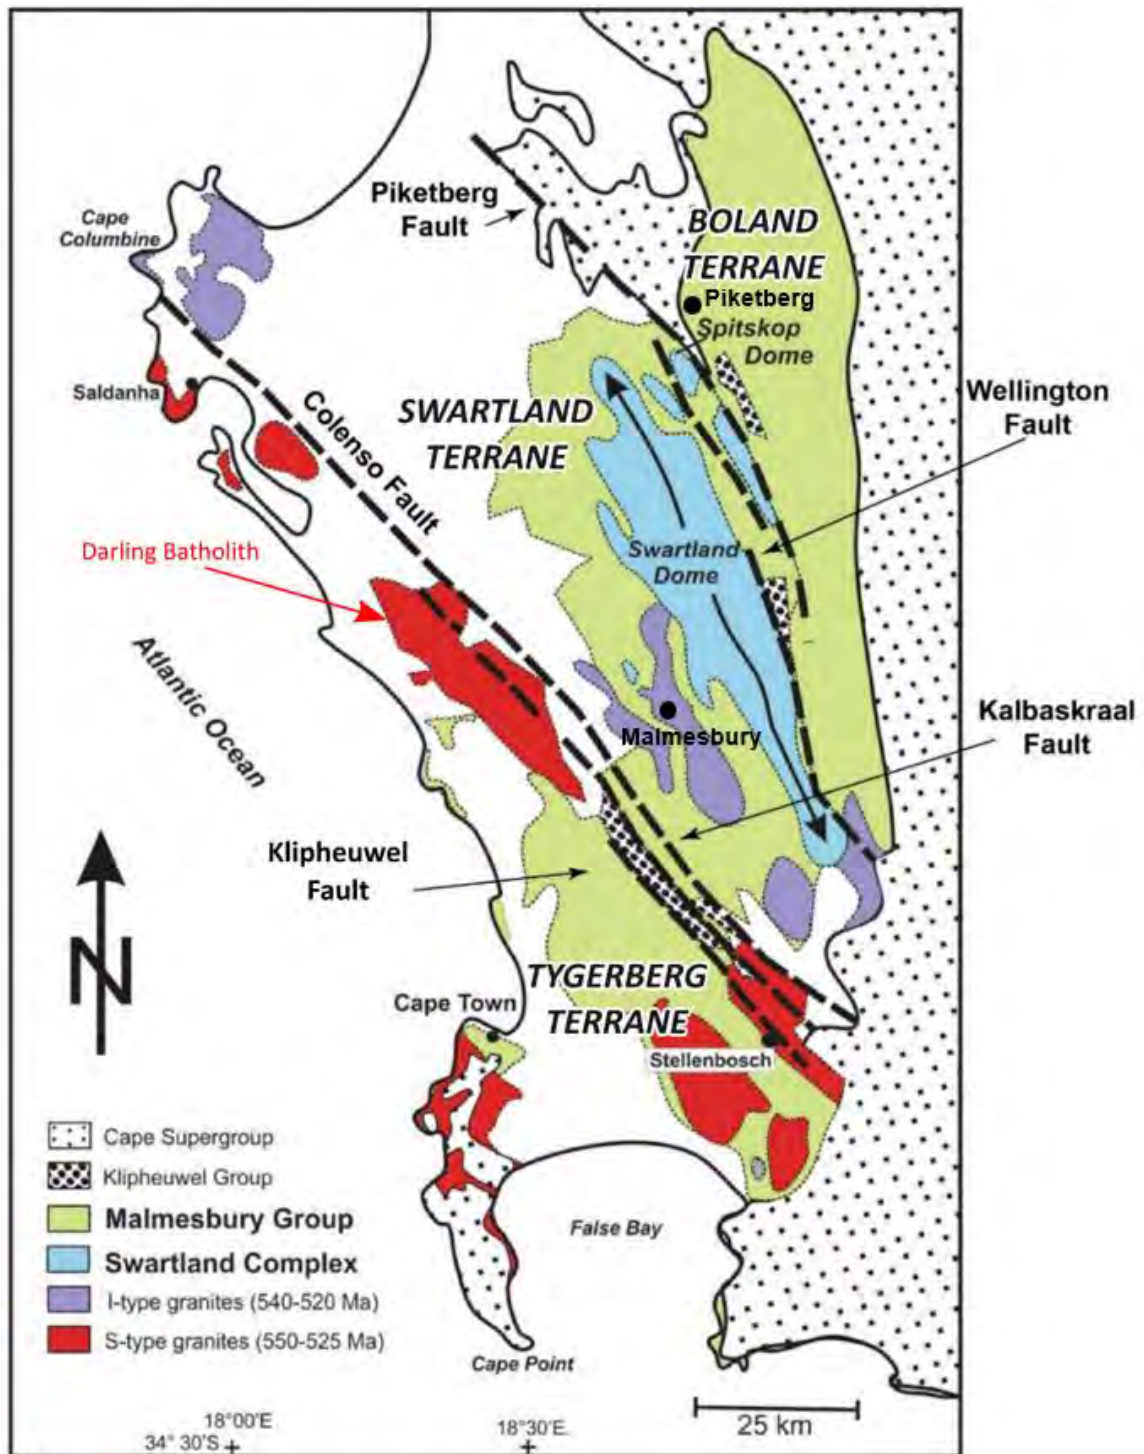 Piketberg
Fault
Cape
Columbine
BOLAND
TERRANE
Piketberg
Spitskop
Dome
Saldanha
Colenso Fault
SWARTLAND
TERRANE
Wellington
Fault
Darling Batholith
Swartland
Dome
Atlantic Ocean
Malmesbury
Kalbaskraal
Fault
Klipheuwel
Fault
N
TYGERBERG
TERRANE
Cape Town
Stellenbosch
Cape Supergroup
Klipheuwel Group
Malmesbury Group
Swartland Complex
I-type granites (540-520 Ma)
S-type granites (550-525 Ma)
False Bay
Cape Point
18°00'E
34° 30'S
18°30'E
25 km